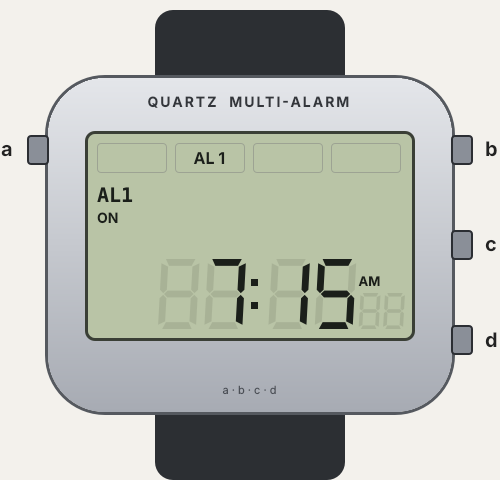 QUARTZ MULTI-ALARM
a
b
AL 1
AL1
ON
c
7:15 AM
d
a·b·c·d